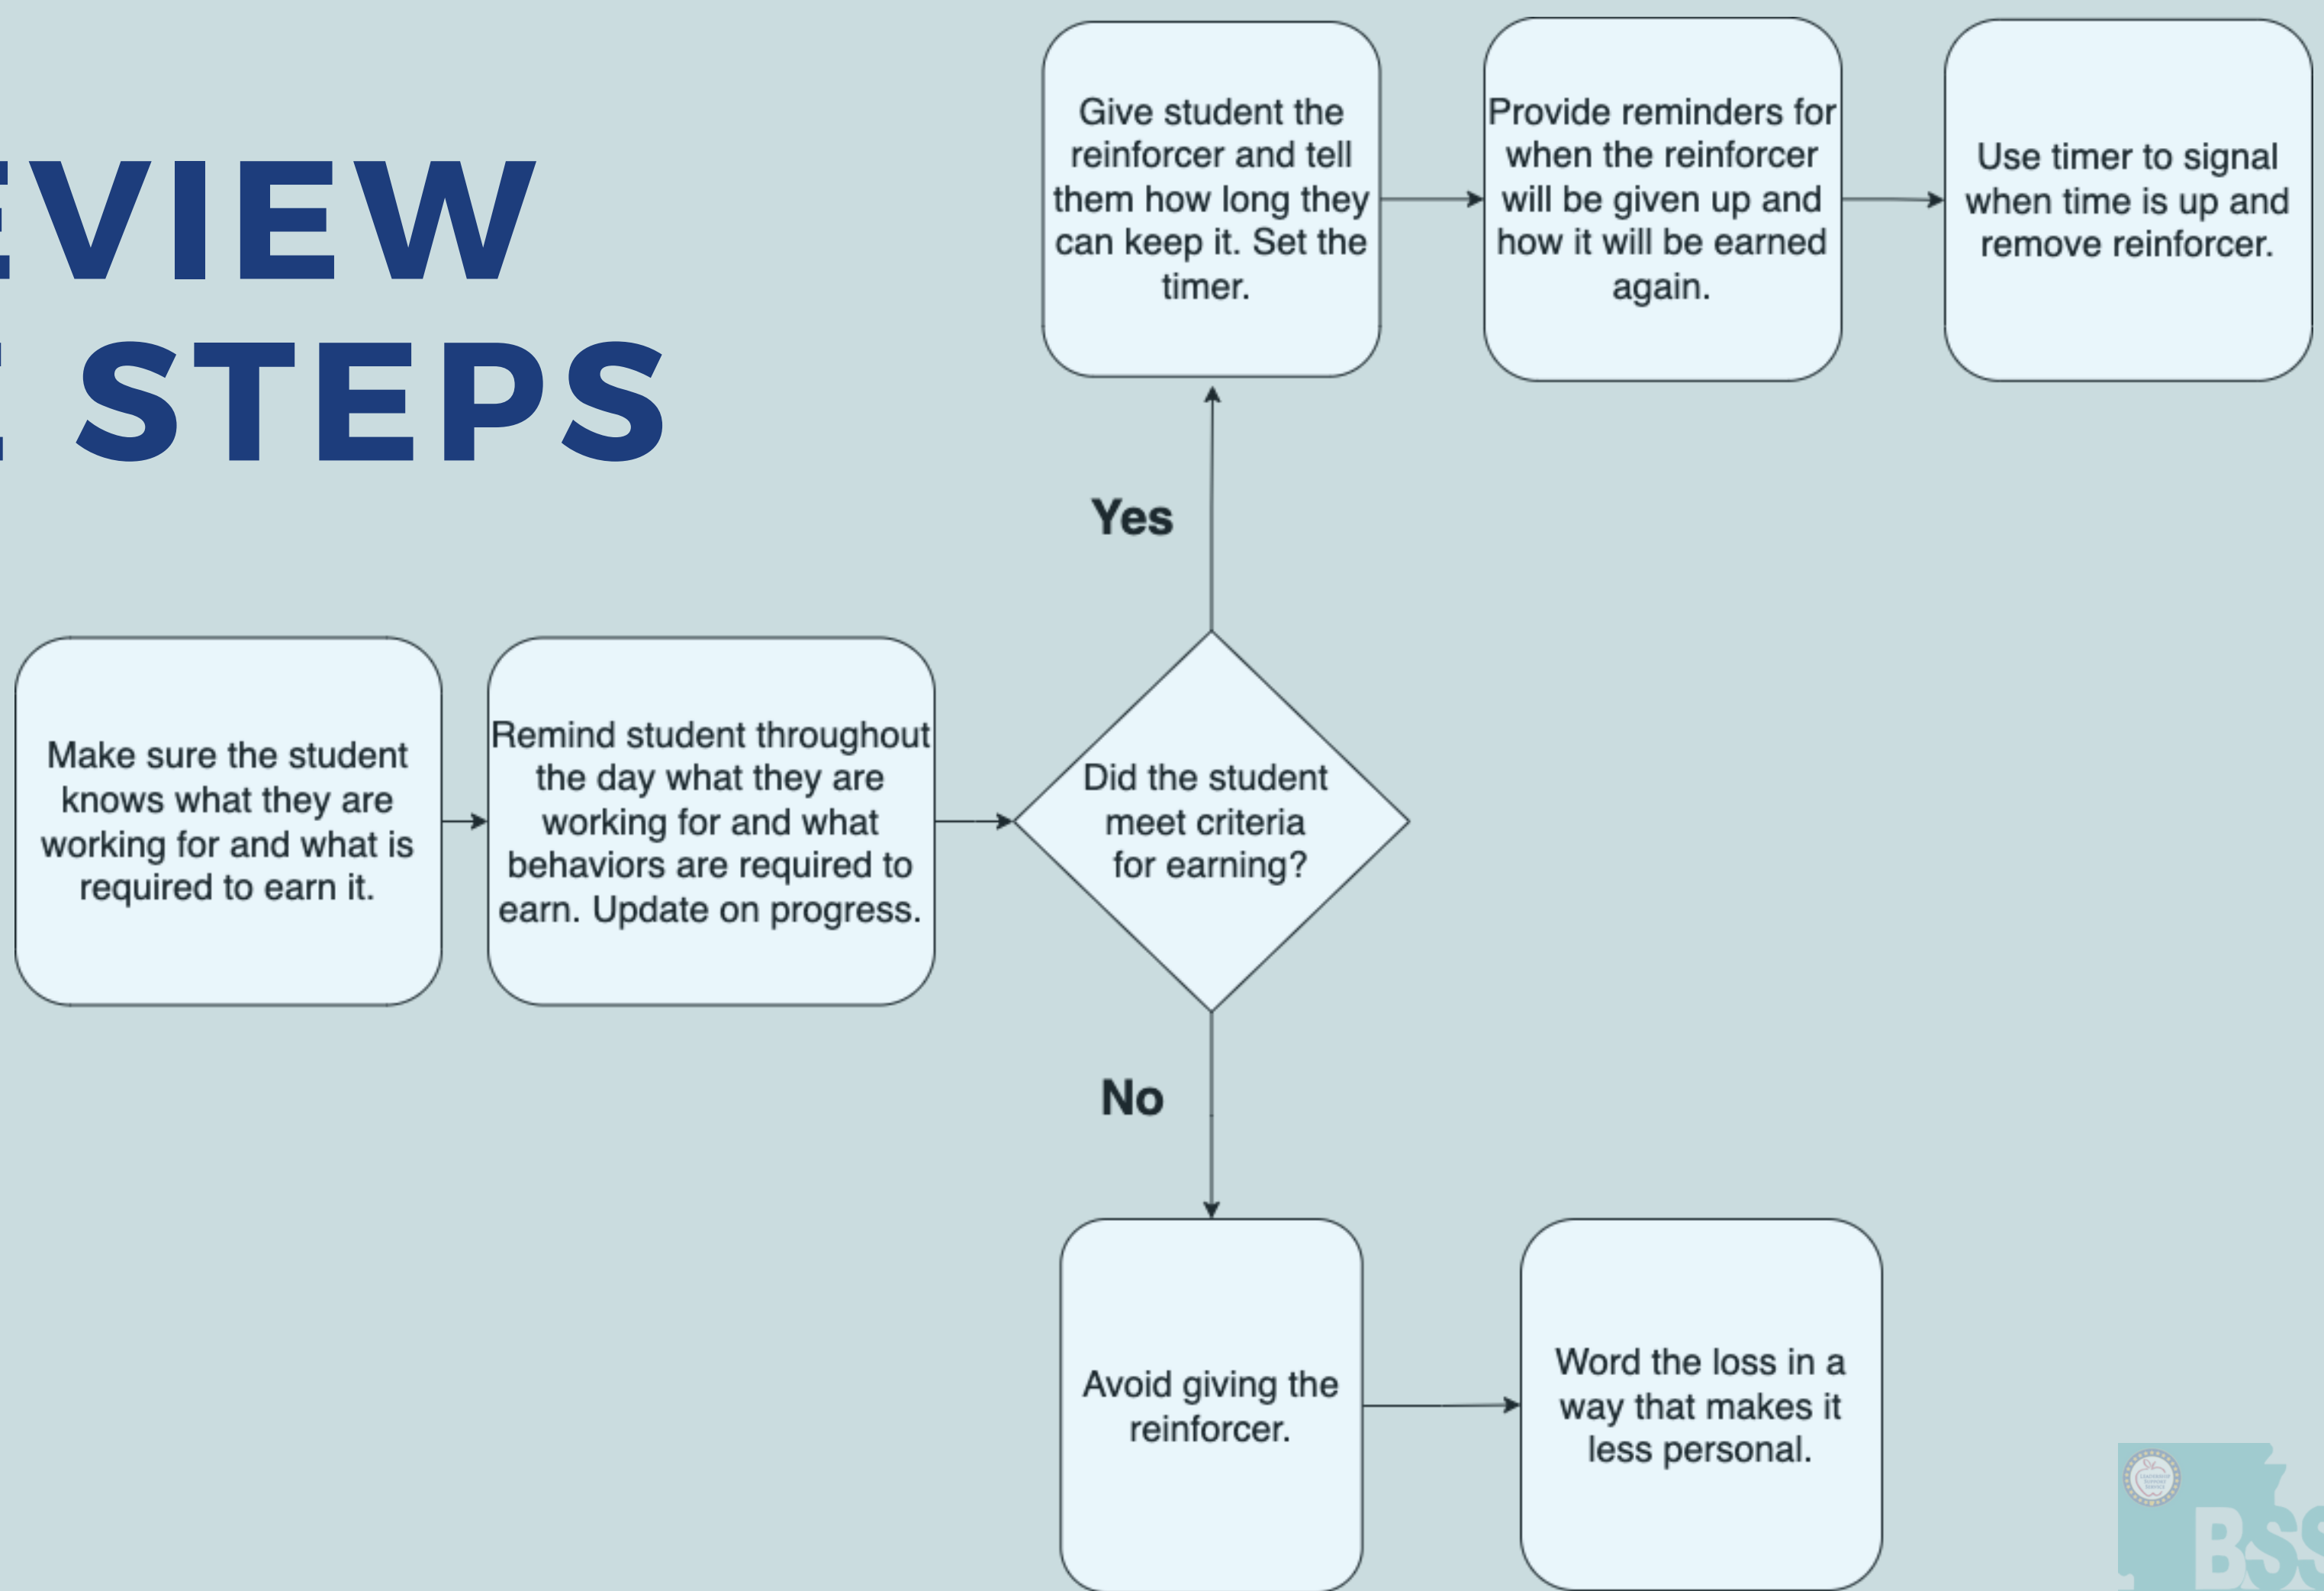 EVIEW
E STEPS
Give student the
reinforcer and tell
them how long they
can keep it. Set the
timer.
Provide reminders for
when the reinforcer
will be given up and
how it will be earned
again.
Use timer to signal
when time is up and
remove reinforcer.
Yes
Make sure the student
knows what they are
working for and what is
required to earn it.
Remind student throughout
the day what they are
working for and what
behaviors are required to
earn. Update on progress.
Did the student
meet criteria
for earning?
No
Avoid giving the
reinforcer.
Word the loss in a
way that makes it
less personal.
BSS